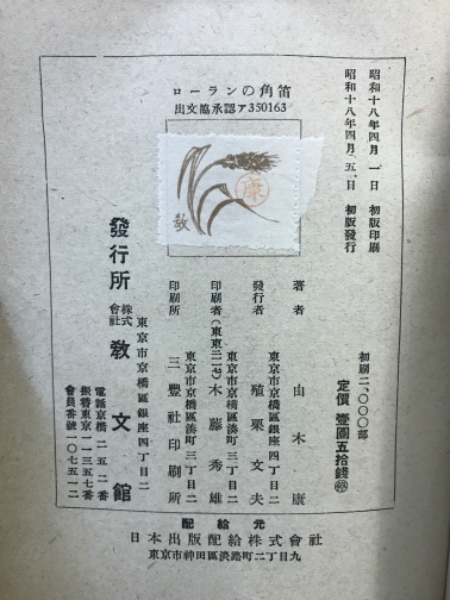 ローランの角笛
出文協承認ア350163
康
教
昭和十八年四月一日 初版印刷
昭和十八年四月五日 初版發行
初刷二、〇〇〇部
定價 壹圓五拾錢
著者 由木康
東京市京橋區銀座四丁目二
發行者 殖栗文夫
東京市京橋區湊町三丁目二
印刷者(東東二二七) 木藤秀雄
東京市京橋區湊町三丁目二
印刷所 三豐社印刷所
東京市京橋區銀座四丁目二
發行所 株式會社 教文館
電話京橋二五二番
振替東京一一三五七番
會員番號一〇七五一二
配給元
日本出版配給株式會社
東京市神田區淡路町二丁目九